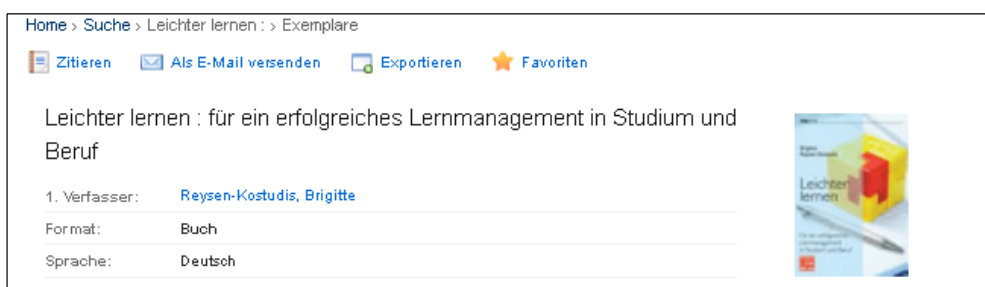 Home > Suche > Leichter lernen : > Exemplare
Zitieren Als E-Mail versenden Exportieren Favoriten
Leichter lernen : für ein erfolgreiches Lernmanagement in Studium und
Beruf
1. Verfasser: Reysen-Kostudis, Brigitte
Format: Buch
Sprache: Deutsch
Leichter
lernen